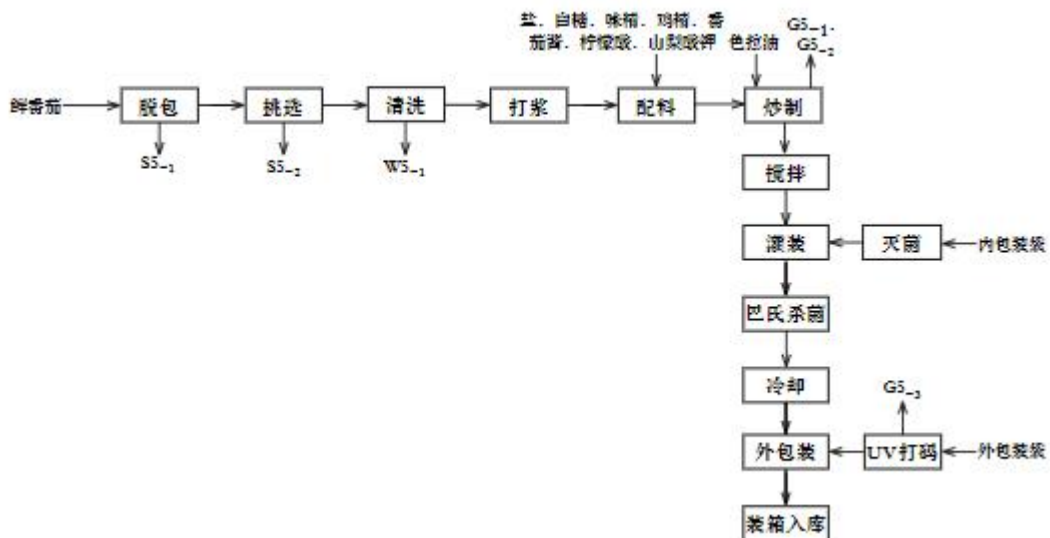 盐、白糖、味精、鸡精、番
茄酱、柠檬酸、山梨酸钾
色拉油
G5-1、
G5-2
鲜番茄
脱包
挑选
清洗
打浆
配料
炒制
S5-1
S5-2
W5-1
搅拌
灌装
灭菌
内包装袋
巴氏杀菌
冷却
G5-3
外包装
UV打码
外包装袋
装箱入库